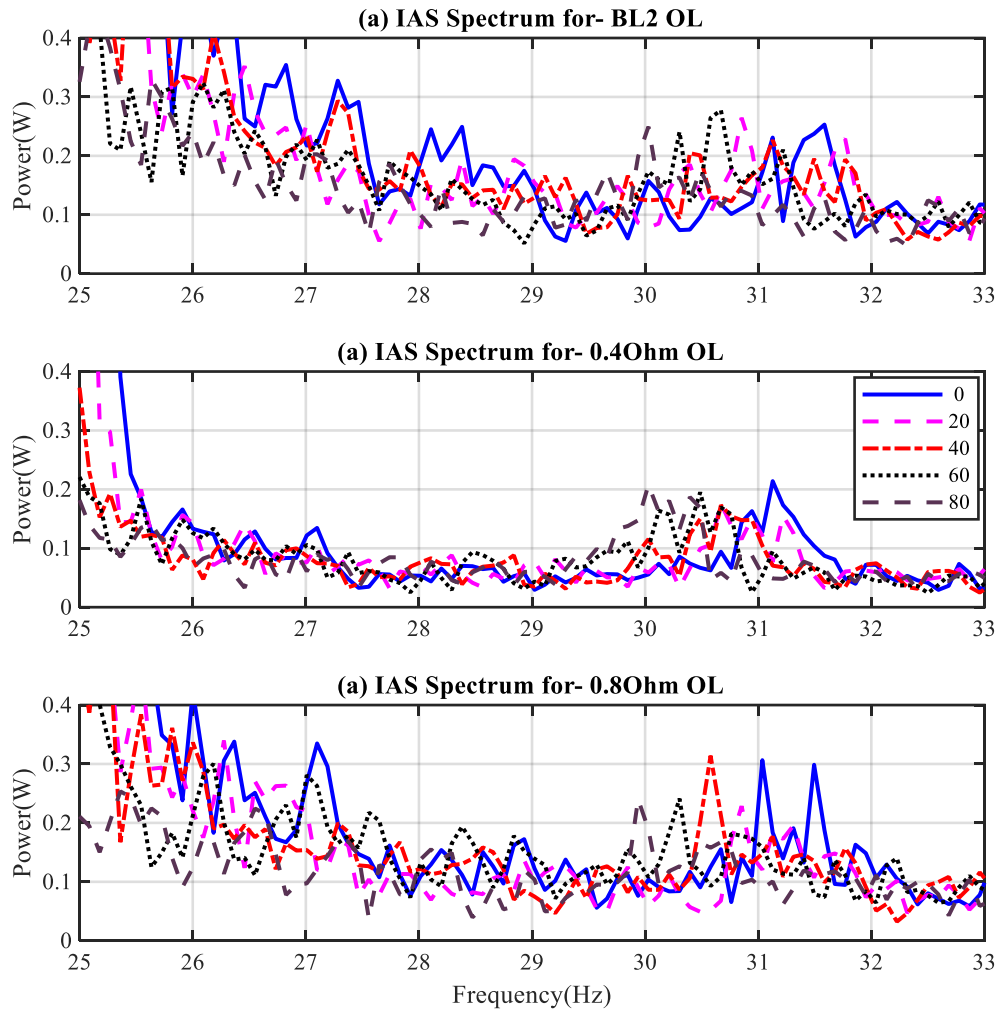 (a) IAS Spectrum for- BL2 OL
0.4
0.3
0.2
0.1
0
Power(W)
25 26 27 28 29 30 31 32 33
(a) IAS Spectrum for- 0.4Ohm OL
0.4
0.3
0.2
0.1
0
Power(W)
0
20
40
60
80
25 26 27 28 29 30 31 32 33
(a) IAS Spectrum for- 0.8Ohm OL
0.4
0.3
0.2
0.1
0
Power(W)
25 26 27 28 29 30 31 32 33
Frequency(Hz)